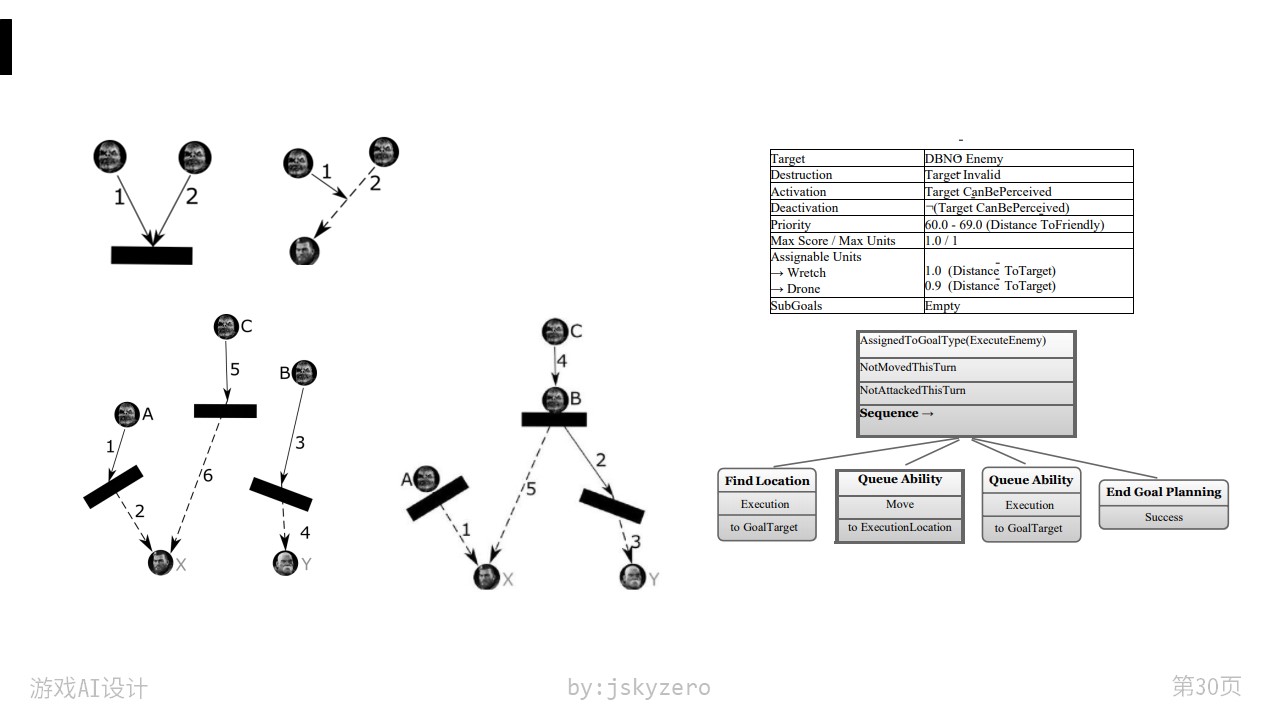 1
2
1
2
C
5
B
A
1
3
6
2
4
X
Y
C
4
B
2
A
5
1
3
X
Y
Target DBNO Enemy
Destruction Target Invalid
Activation Target CanBePerceived
Deactivation ¬(Target CanBePerceived)
Priority 60.0 - 69.0 (Distance ToFriendly)
Max Score / Max Units 1.0 / 1
Assignable Units
→ Wretch 1.0 (Distance ToTarget)
→ Drone 0.9 (Distance ToTarget)
SubGoals Empty
AssignedToGoalType(ExecuteEnemy)
NotMovedThisTurn
NotAttackedThisTurn
Sequence →
Find Location
Execution
to GoalTarget
Queue Ability
Move
to ExecutionLocation
Queue Ability
Execution
to GoalTarget
End Goal Planning
Success
游戏AI设计
by:jskyzero
第30页